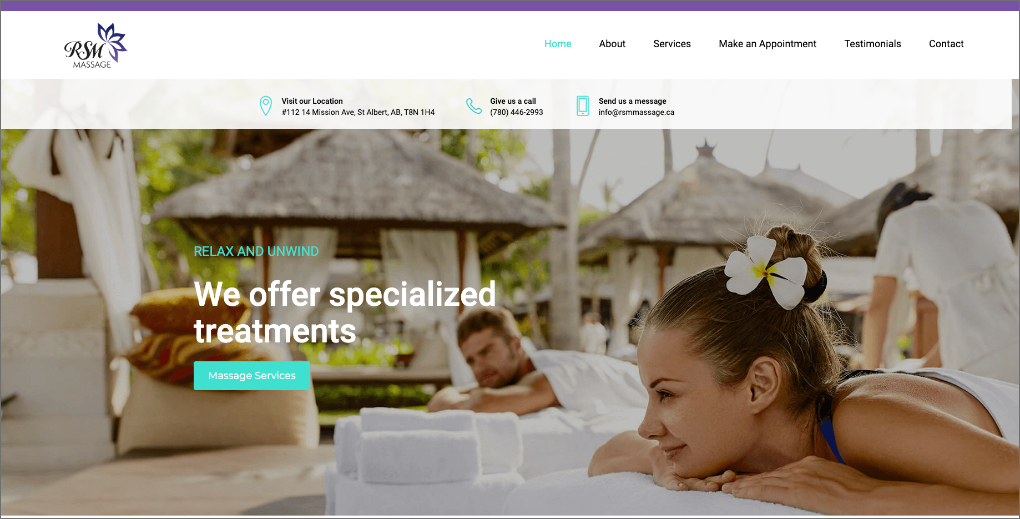 RSM
MASSAGE
Home About Services Make an Appointment Testimonials Contact
Visit our Location
#112 14 Mission Ave, St Albert, AB, T8N 1H4
Give us a call
(780) 446-2993
Send us a message
info@rsmmassage.ca
RELAX AND UNWIND
We offer specialized
treatments
Massage Services